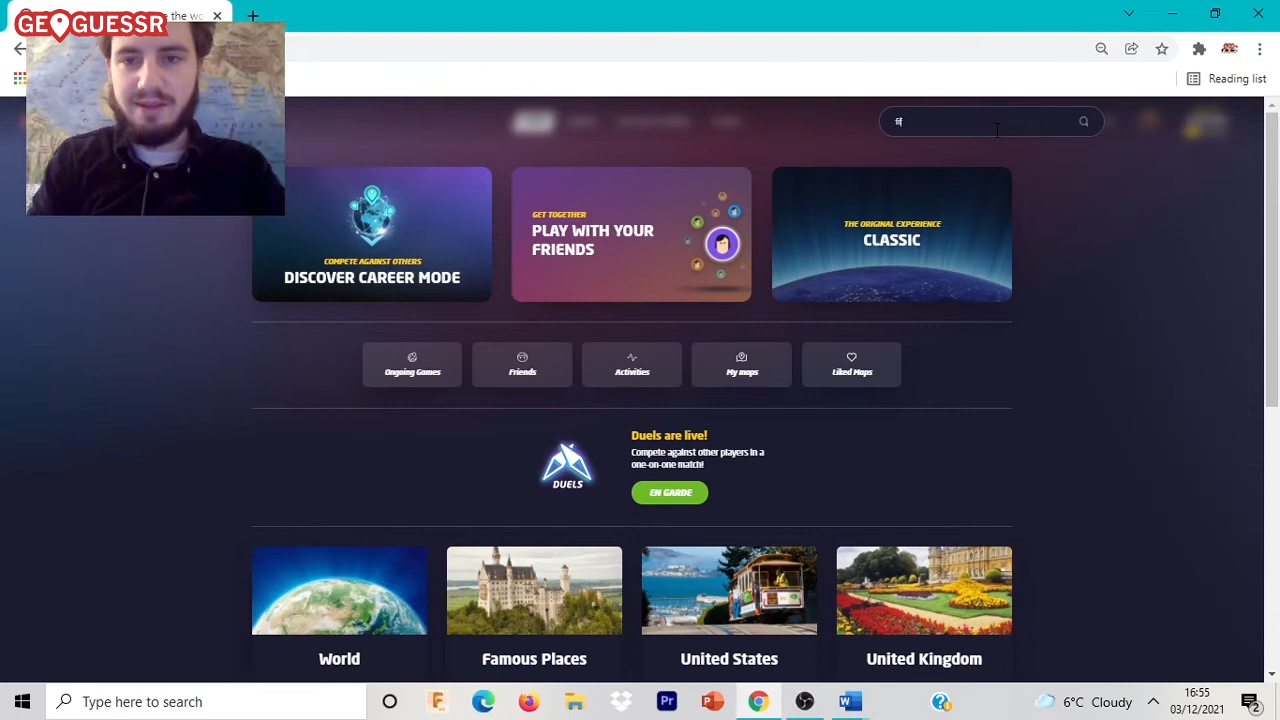 GEOGUESSR
s the wo
Reading list
fif
COMPETE AGAINST OTHERS
DISCOVER CAREER MODE
GET TOGETHER
PLAY WITH YOUR
FRIENDS
THE ORIGINAL EXPERIENCE
CLASSIC
Ongoing Games
Friends
Activities
My maps
Liked Maps
DUELS
Duels are live!
Compete against other players in a
one-on-one match!
EN GARDE
World
Famous Places
United States
United Kingdom
Type here to search
6°C Cloudy
16:55
03/12/2021
2